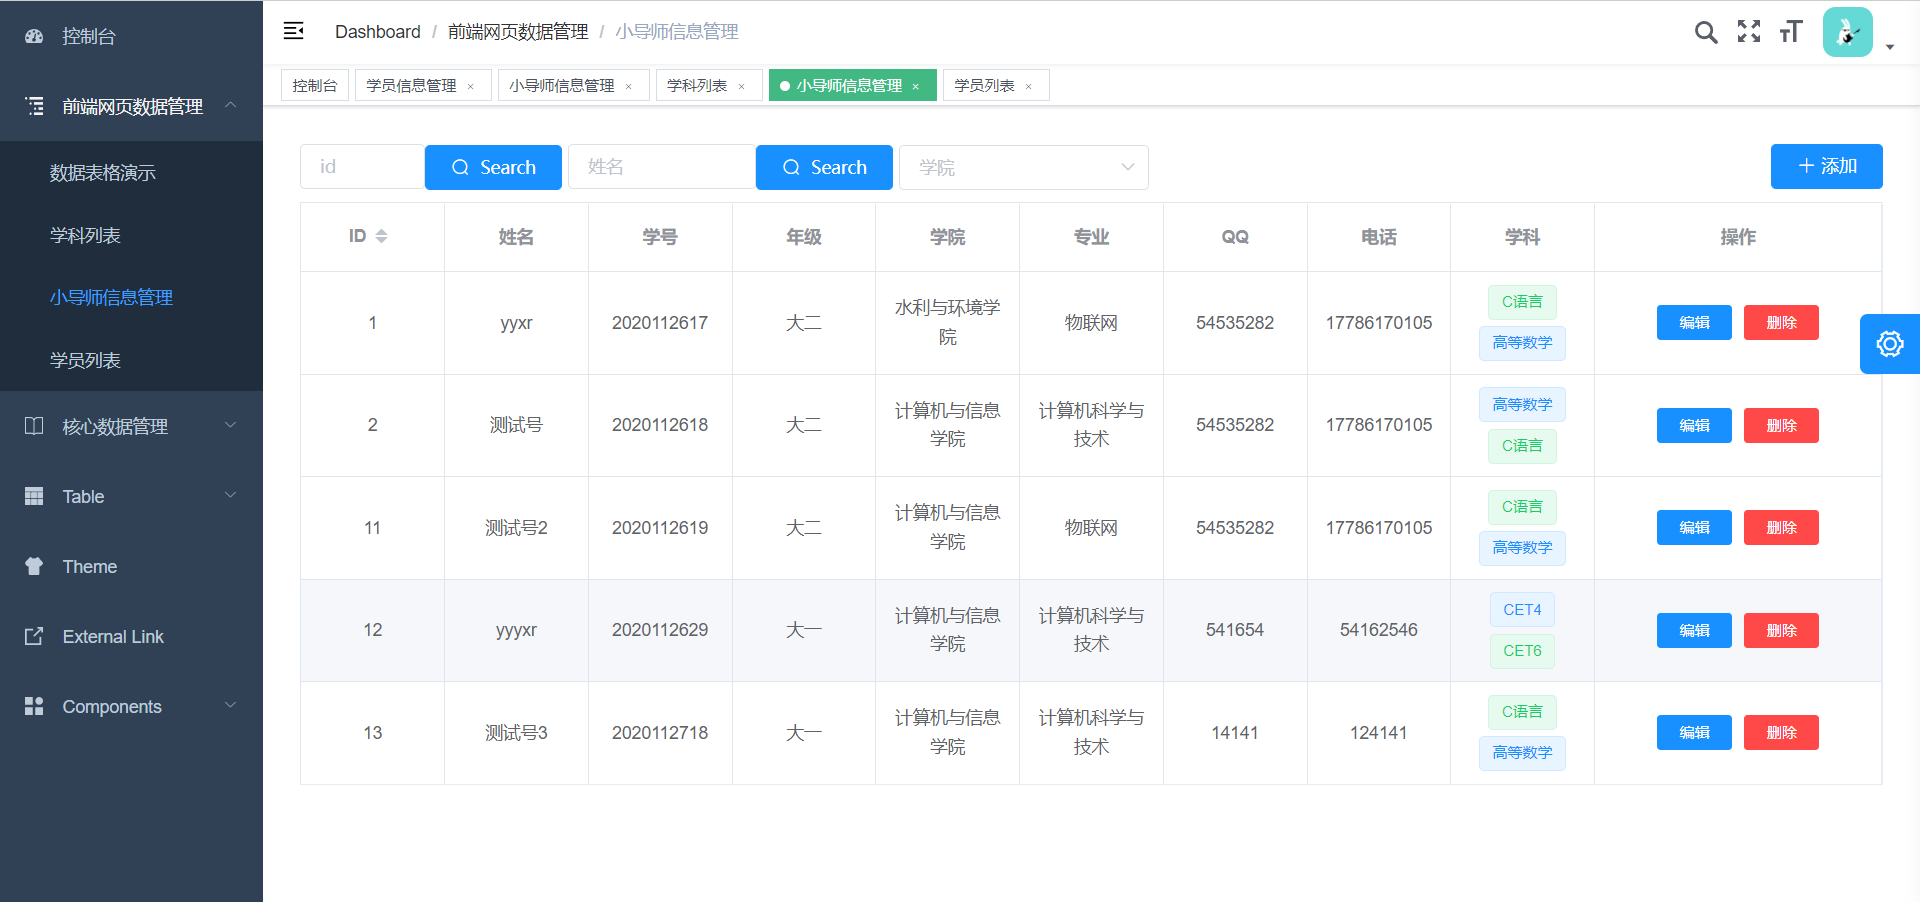 控制台
前端网页数据管理
数据表格演示
学科列表
小导师信息管理
学员列表
核心数据管理
Table
Theme
External Link
Components
Dashboard / 前端网页数据管理 / 小导师信息管理
控制台 学员信息管理 × 小导师信息管理 × 学科列表 × 小导师信息管理 × 学员列表 ×
id Search 姓名 Search 学院 添加
ID 姓名 学号 年级 学院 专业 QQ 电话 学科 操作
1 yyxr 2020112617 大二 水利与环境学院 物联网 54535282 17786170105 C语言 高等数学 编辑 删除
2 测试号 2020112618 大二 计算机与信息学院 计算机科学与技术 54535282 17786170105 高等数学 C语言 编辑 删除
11 测试号2 2020112619 大二 计算机与信息学院 物联网 54535282 17786170105 C语言 高等数学 编辑 删除
12 yyyxr 2020112629 大一 计算机与信息学院 计算机科学与技术 541654 54162546 CET4 CET6 编辑 删除
13 测试号3 2020112718 大一 计算机与信息学院 计算机科学与技术 14141 124141 C语言 高等数学 编辑 删除